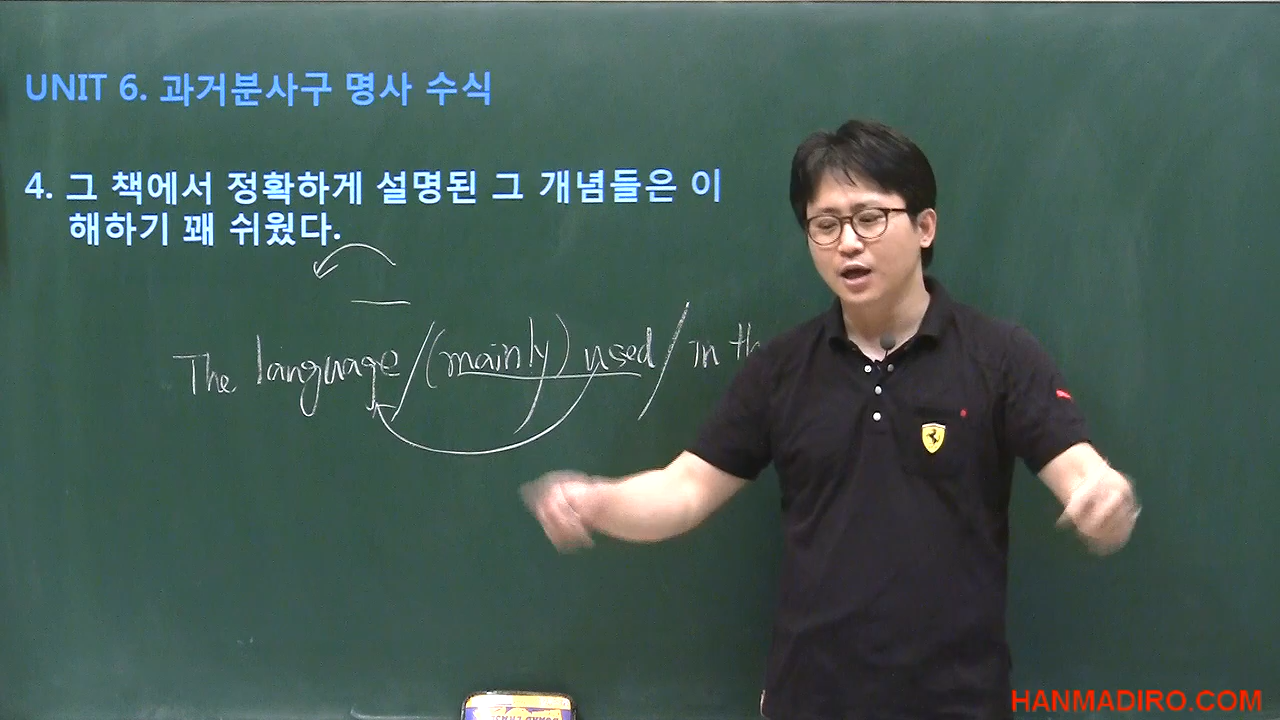 UNIT 6. 과거분사구 명사 수식
4. 그 책에서 정확하게 설명된 그 개념들은 이
해하기 꽤 쉬웠다.
The language / (mainly) used / in th
HANMADIRO.COM